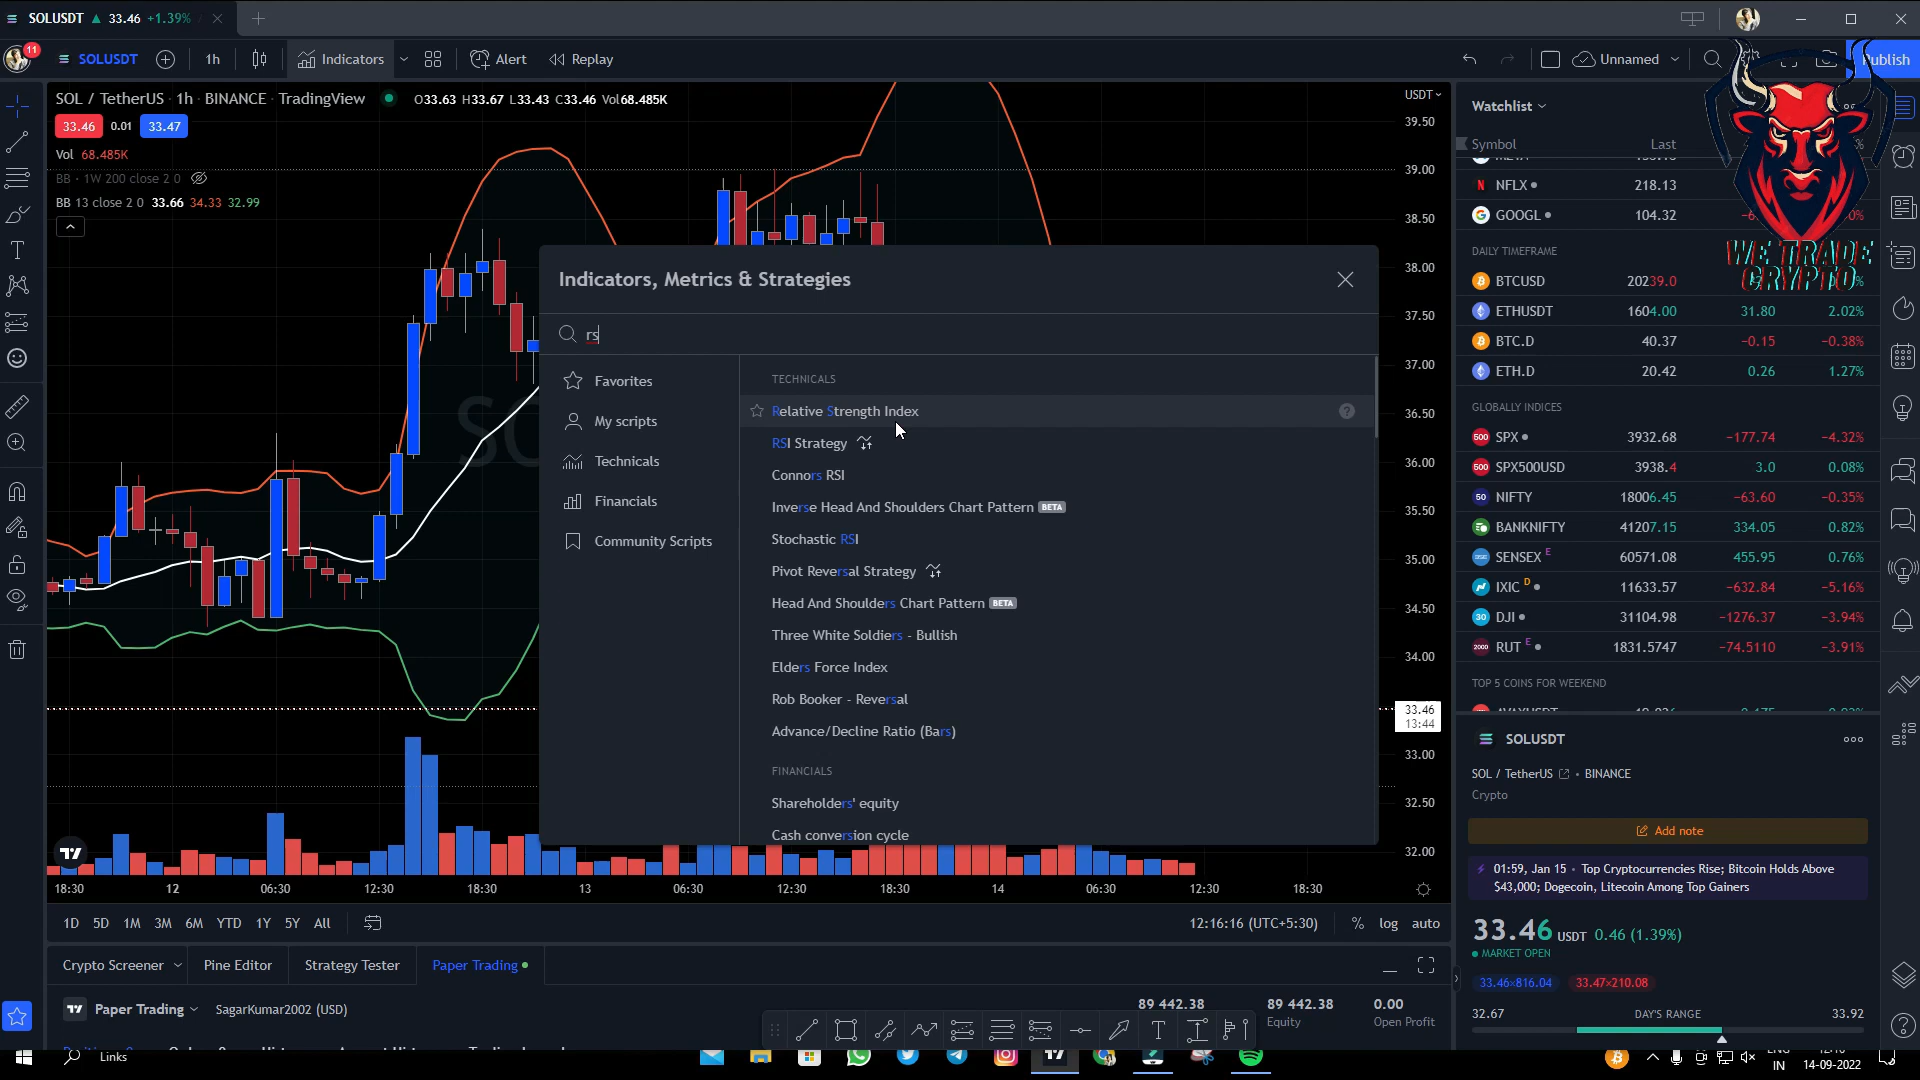 SOLUSDT ▲ 33.46 +1.39%
11
SOLUSDT
1h
Indicators
Alert
Replay
Unnamed
Publish
SOL / TetherUS · 1h · BINANCE · TradingView
O33.63 H33.67 L33.43 C33.46 Vol68.485K
33.46
0.01
33.47
Vol 68.485K
BB · 1W 200 close 2 0
BB 13 close 2 0 33.66 34.33 32.99
USDT
39.50
39.00
38.50
38.00
37.50
37.00
36.50
36.00
35.50
35.00
34.50
34.00
33.46
13:44
33.00
32.50
32.00
Indicators, Metrics & Strategies
rs
Favorites
My scripts
Technicals
Financials
Community Scripts
TECHNICALS
Relative Strength Index
RSI Strategy
Connors RSI
Inverse Head And Shoulders Chart Pattern BETA
Stochastic RSI
Pivot Reversal Strategy
Head And Shoulders Chart Pattern BETA
Three White Soldiers - Bullish
Elders Force Index
Rob Booker - Reversal
Advance/Decline Ratio (Bars)
FINANCIALS
Shareholders' equity
Cash conversion cycle
18:30 12 06:30 12:30 18:30 13 06:30 12:30 18:30 14 06:30 12:30 18:30
1D 5D 1M 3M 6M YTD 1Y 5Y All
12:16:16 (UTC+5:30)
% log auto
Crypto Screener
Pine Editor
Strategy Tester
Paper Trading
Paper Trading
SagarKumar2002 (USD)
89 442.38
89 442.38
Equity
0.00
Open Profit
Watchlist
Symbol Last
NFLX 218.13
GOOGL 104.32
WE TRADE
CRYPTO
DAILY TIMEFRAME
BTCUSD 20239.0
ETHUSDT 1604.00 31.80 2.02%
BTC.D 40.37 −0.15 −0.38%
ETH.D 20.42 0.26 1.27%
GLOBALLY INDICES
SPX 3932.68 −177.74 −4.32%
SPX500USD 3938.4 3.0 0.08%
NIFTY 18006.45 −63.60 −0.35%
BANKNIFTY 41207.15 334.05 0.82%
SENSEX E 60571.08 455.95 0.76%
IXIC D 11633.57 −632.84 −5.16%
DJI 31104.98 −1276.37 −3.94%
RUT E 1831.5747 −74.5110 −3.91%
TOP 5 COINS FOR WEEKEND
SOLUSDT
SOL / TetherUS · BINANCE
Crypto
Add note
01:59, Jan 15 · Top Cryptocurrencies Rise; Bitcoin Holds Above
$43,000; Dogecoin, Litecoin Among Top Gainers
33.46 USDT 0.46 (1.39%)
MARKET OPEN
33.46×816.04 33.47×210.08
32.67 DAY'S RANGE 33.92
Links
IN
14-09-2022